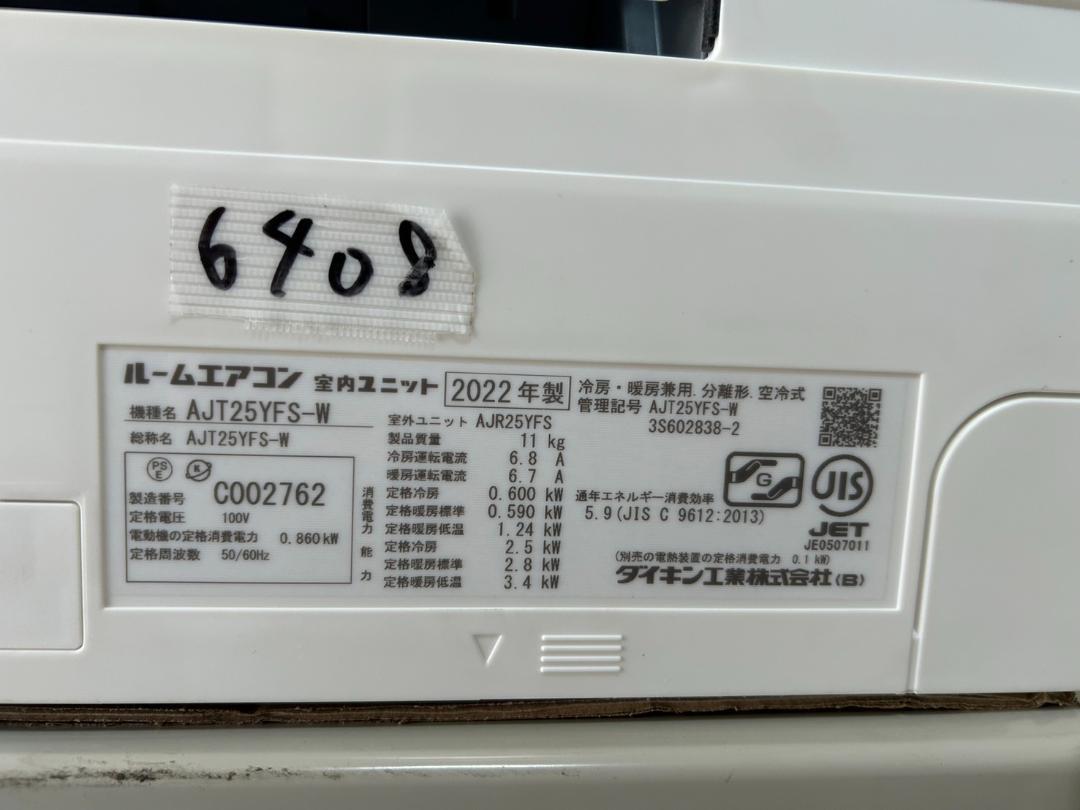 6408
ルームエアコン 室内ユニット 2022年製
機種名 AJT25YFS-W
総称名 AJT25YFS-W
PS
E
製造番号 C002762
定格電圧 100V
電動機の定格消費電力 0.860kW
定格周波数 50/60Hz
室外ユニット AJR25YFS
製品質量 11 kg
冷房運転電流 6.8 A
暖房運転電流 6.7 A
消費電力
定格冷房 0.600 kW
定格暖房標準 0.590 kW
定格暖房低温 1.24 kW
能力
定格冷房 2.5 kW
定格暖房標準 2.8 kW
定格暖房低温 3.4 kW
冷房・暖房兼用.分離形.空冷式
管理記号 AJT25YFS-W
3S602838-2
通年エネルギー消費効率
5.9(JIS C 9612:2013)
G
JIS
JET
JE0507011
(別売の電熱装置の定格消費電力 0.1 kW)
ダイキン工業株式会社(B)